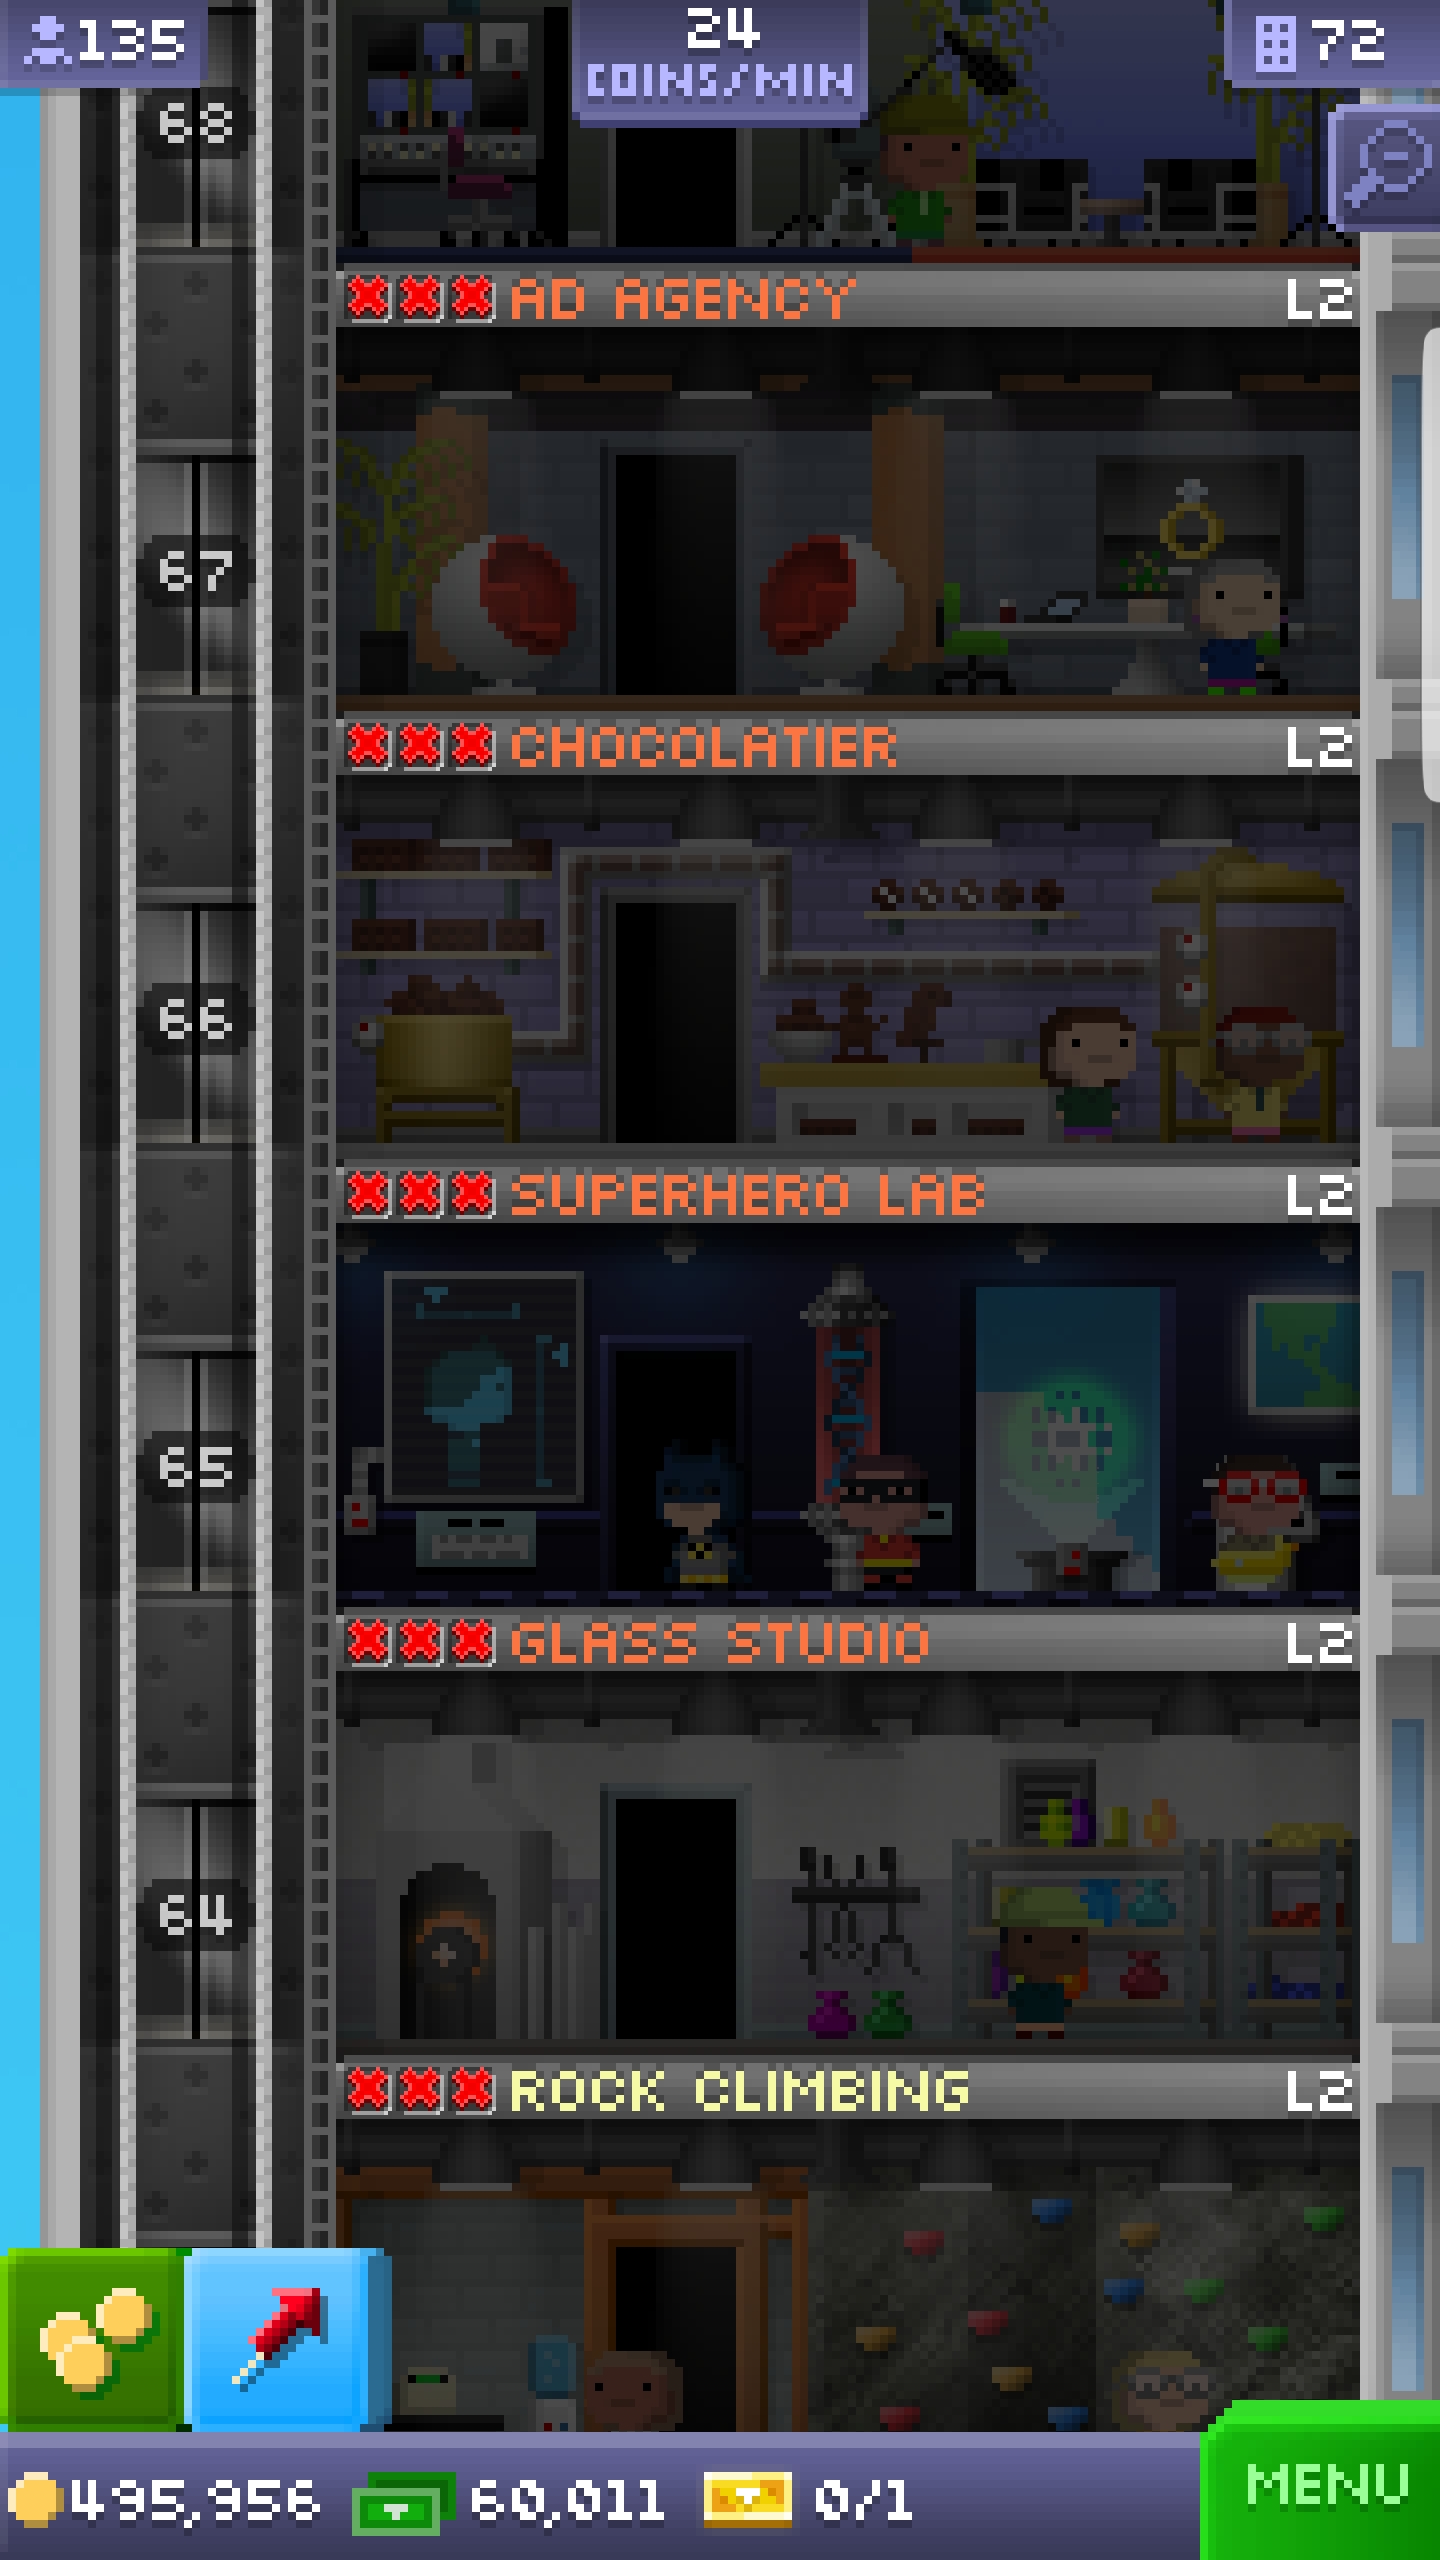 135
24
COINS/MIN
72
68
AD AGENCY L2
67
CHOCOLATIER L2
66
SUPERHERO LAB L2
65
GLASS STUDIO L2
64
ROCK CLIMBING L2
495,956 60,011 0/1
MENU